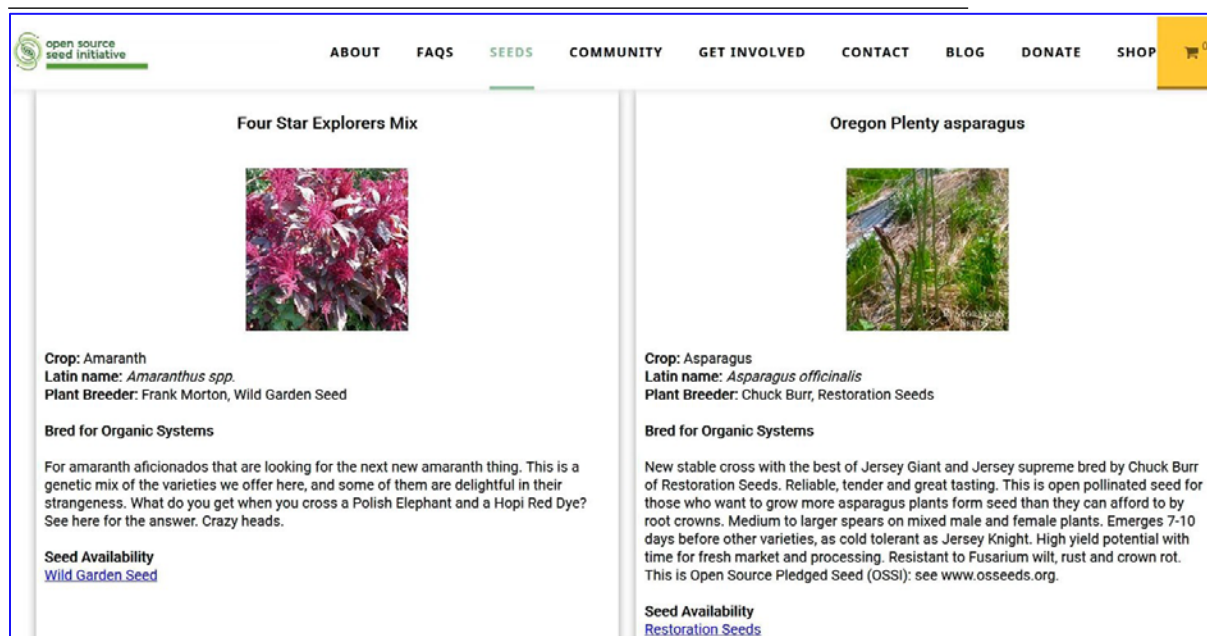 open source
seed initiative
ABOUT FAQS SEEDS COMMUNITY GET INVOLVED CONTACT BLOG DONATE SHOP 0
Four Star Explorers Mix
Crop: Amaranth
Latin name: Amaranthus spp.
Plant Breeder: Frank Morton, Wild Garden Seed
Bred for Organic Systems
For amaranth aficionados that are looking for the next new amaranth thing. This is a
genetic mix of the varieties we offer here, and some of them are delightful in their
strangeness. What do you get when you cross a Polish Elephant and a Hopi Red Dye?
See here for the answer. Crazy heads.
Seed Availability
Wild Garden Seed
Oregon Plenty asparagus
Crop: Asparagus
Latin name: Asparagus officinalis
Plant Breeder: Chuck Burr, Restoration Seeds
Bred for Organic Systems
New stable cross with the best of Jersey Giant and Jersey supreme bred by Chuck Burr
of Restoration Seeds. Reliable, tender and great tasting. This is open pollinated seed for
those who want to grow more asparagus plants form seed than they can afford to by
root crowns. Medium to larger spears on mixed male and female plants. Emerges 7-10
days before other varieties, as cold tolerant as Jersey Knight. High yield potential with
time for fresh market and processing. Resistant to Fusarium wilt, rust and crown rot.
This is Open Source Pledged Seed (OSSI): see www.osseeds.org.
Seed Availability
Restoration Seeds